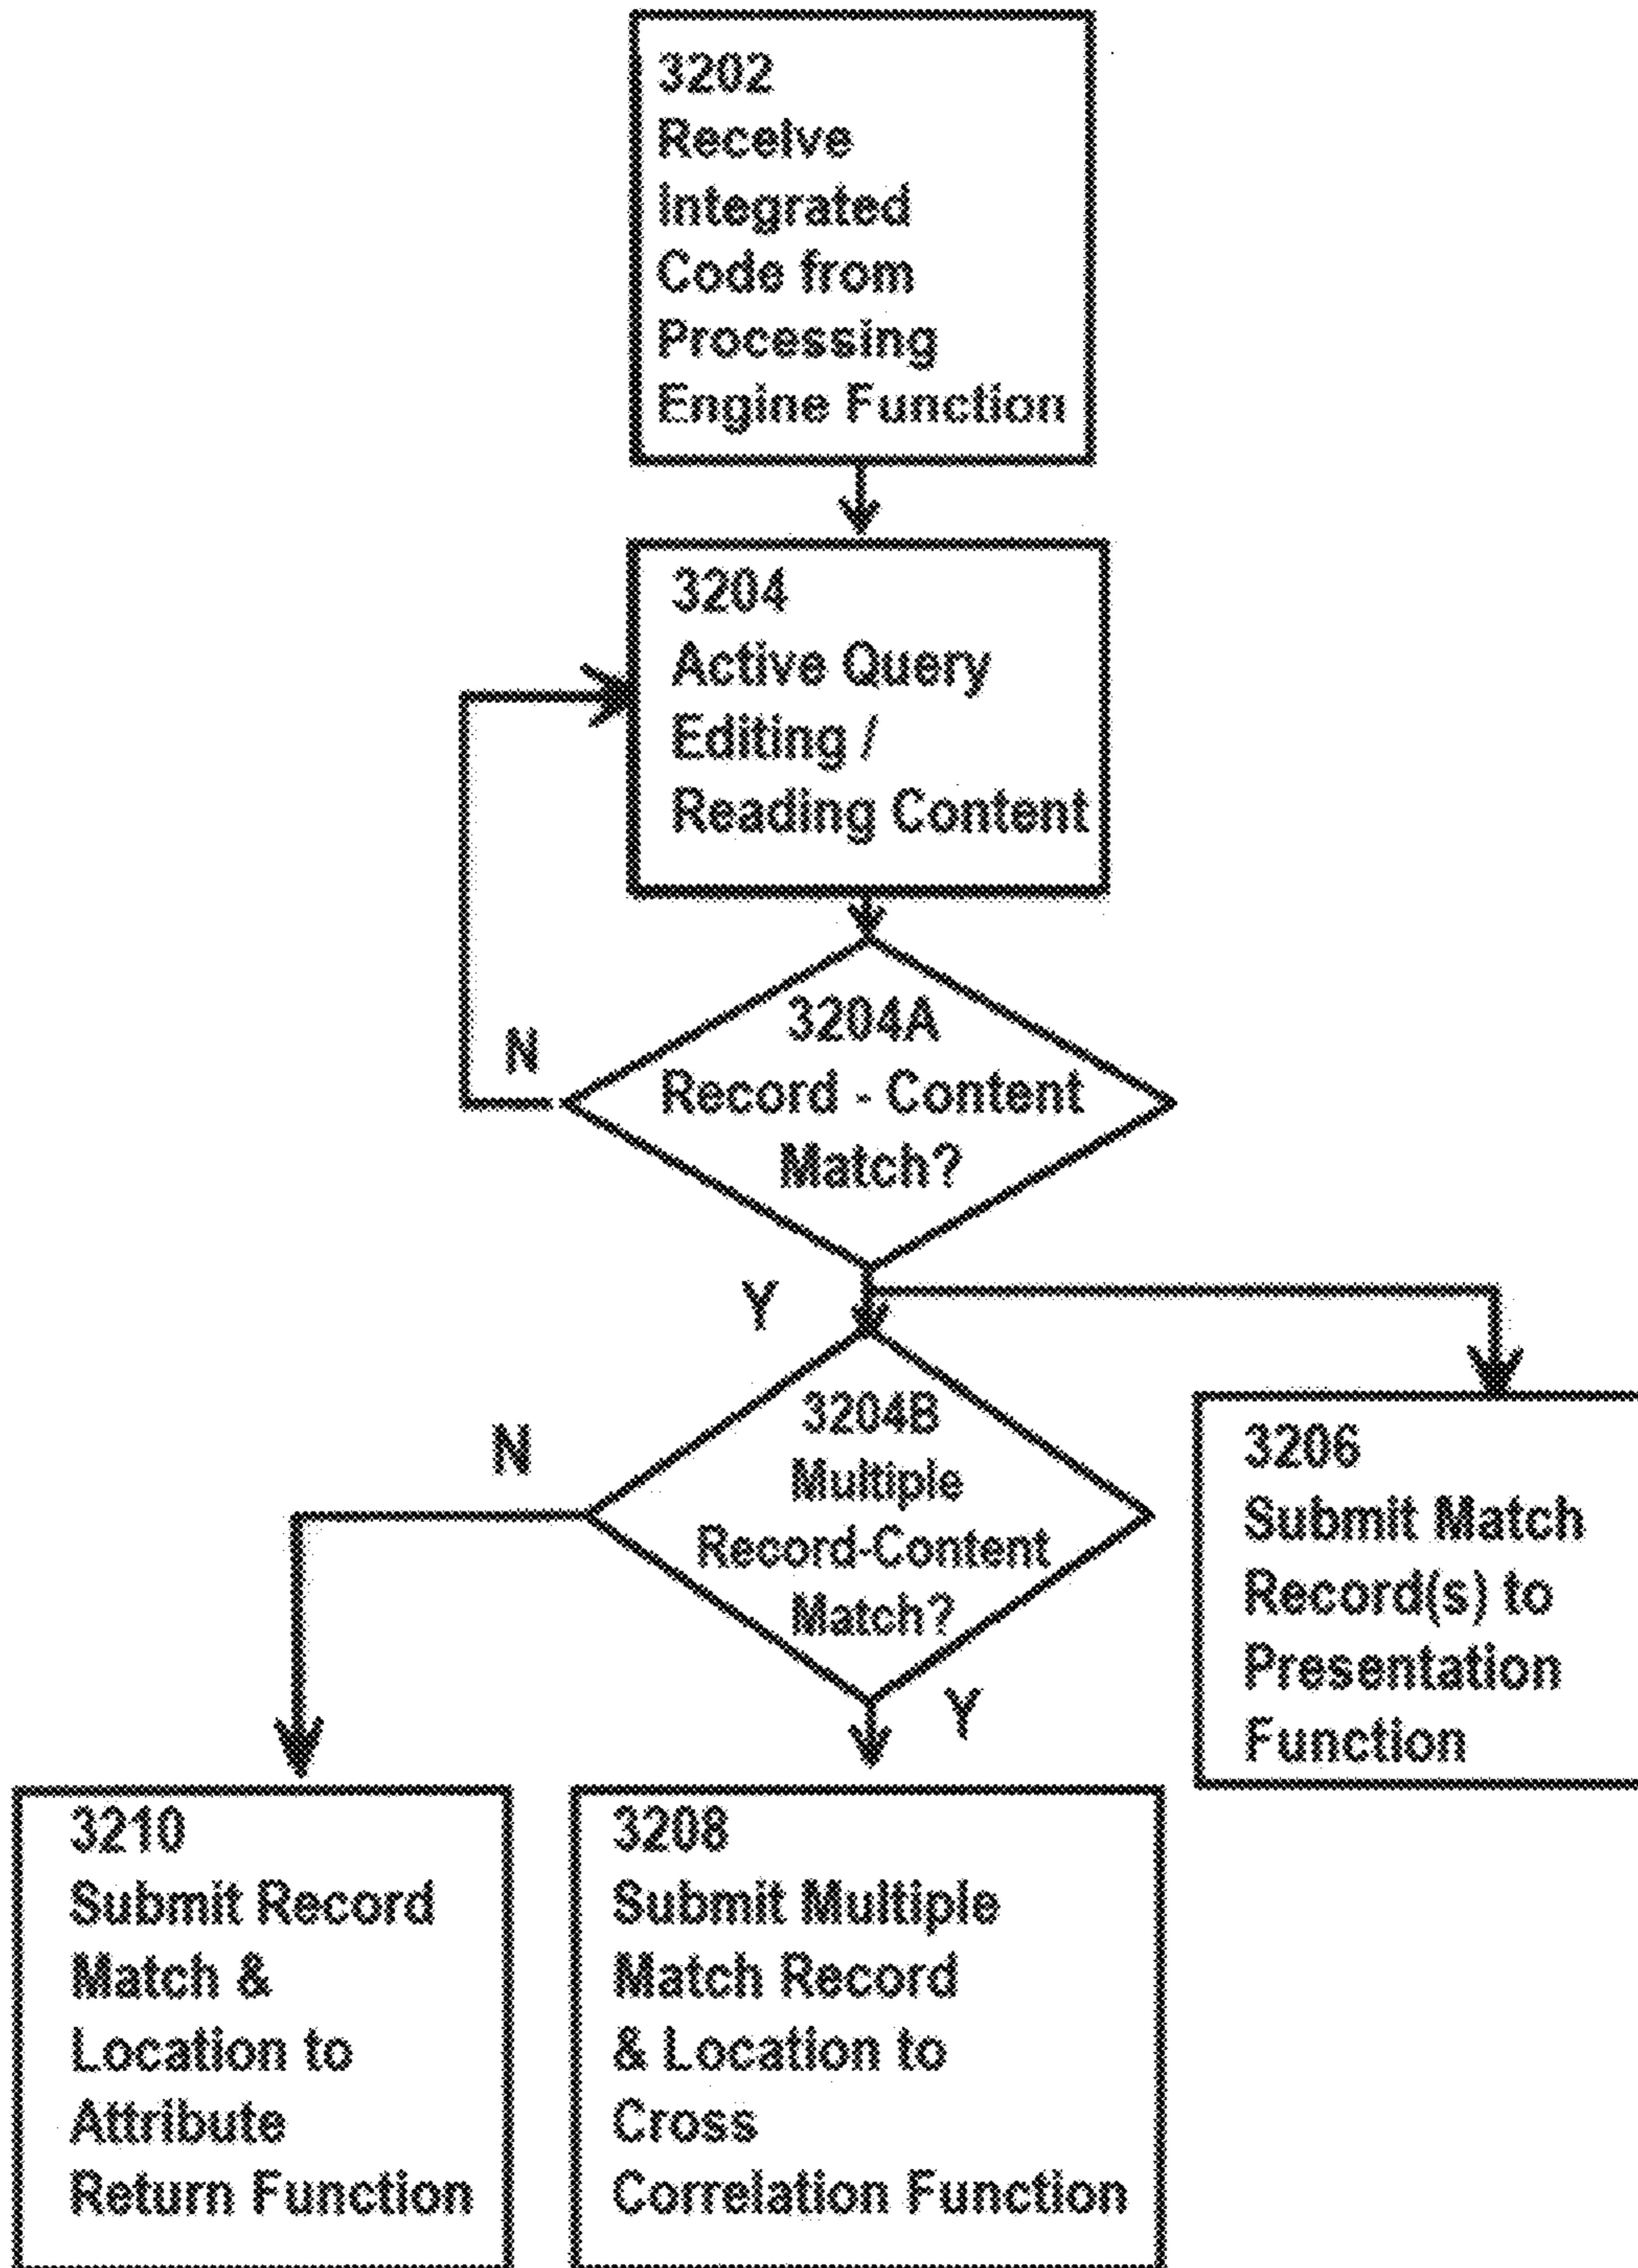 3202
Receive
Integrated
Code from
Processing
Engine Function
3204
Active Query
Editing /
Reading Content
3204A
Record - Content
Match?
N
Y
3204B
Multiple
Record-Content
Match?
N
Y
3206
Submit Match
Record(s) to
Presentation
Function
3210
Submit Record
Match &
Location to
Attribute
Return Function
3208
Submit Multiple
Match Record
& Location to
Cross
Correlation Function